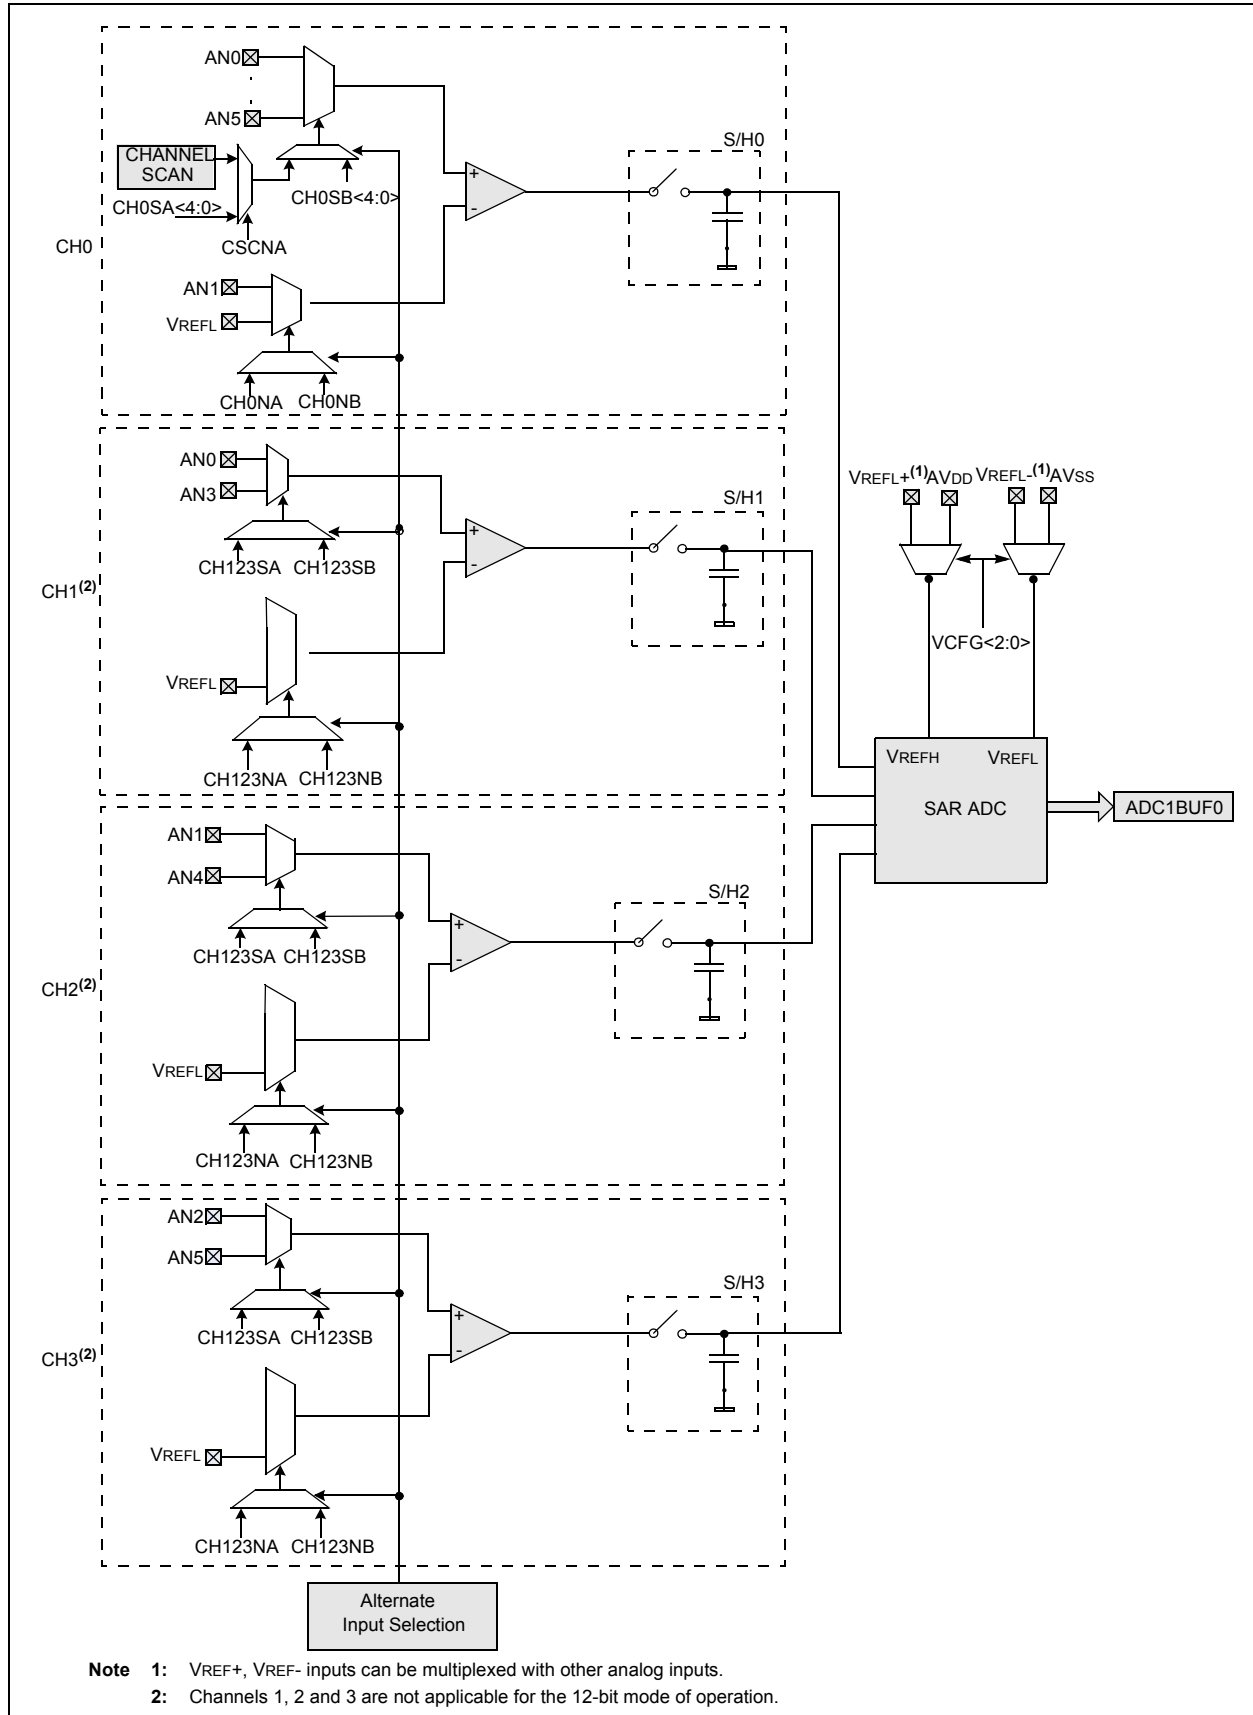 AN0
.
.
AN5
CHANNEL
SCAN
CH0SA<4:0>
CSCNA
CH0SB<4:0>
CH0
AN1
VREFL
CH0NA CH0NB
+
-
S/H0
AN0
AN3
CH123SA CH123SB
CH1(2)
VREFL
CH123NA CH123NB
+
-
S/H1
AN1
AN4
CH123SA CH123SB
CH2(2)
VREFL
CH123NA CH123NB
+
-
S/H2
AN2
AN5
CH123SA CH123SB
CH3(2)
VREFL
CH123NA CH123NB
+
-
S/H3
VREFL+(1) AVDD VREFL-(1) AVSS
VCFG<2:0>
VREFH VREFL
SAR ADC
ADC1BUF0
Alternate
Input Selection
Note 1: VREF+, VREF- inputs can be multiplexed with other analog inputs.
2: Channels 1, 2 and 3 are not applicable for the 12-bit mode of operation.